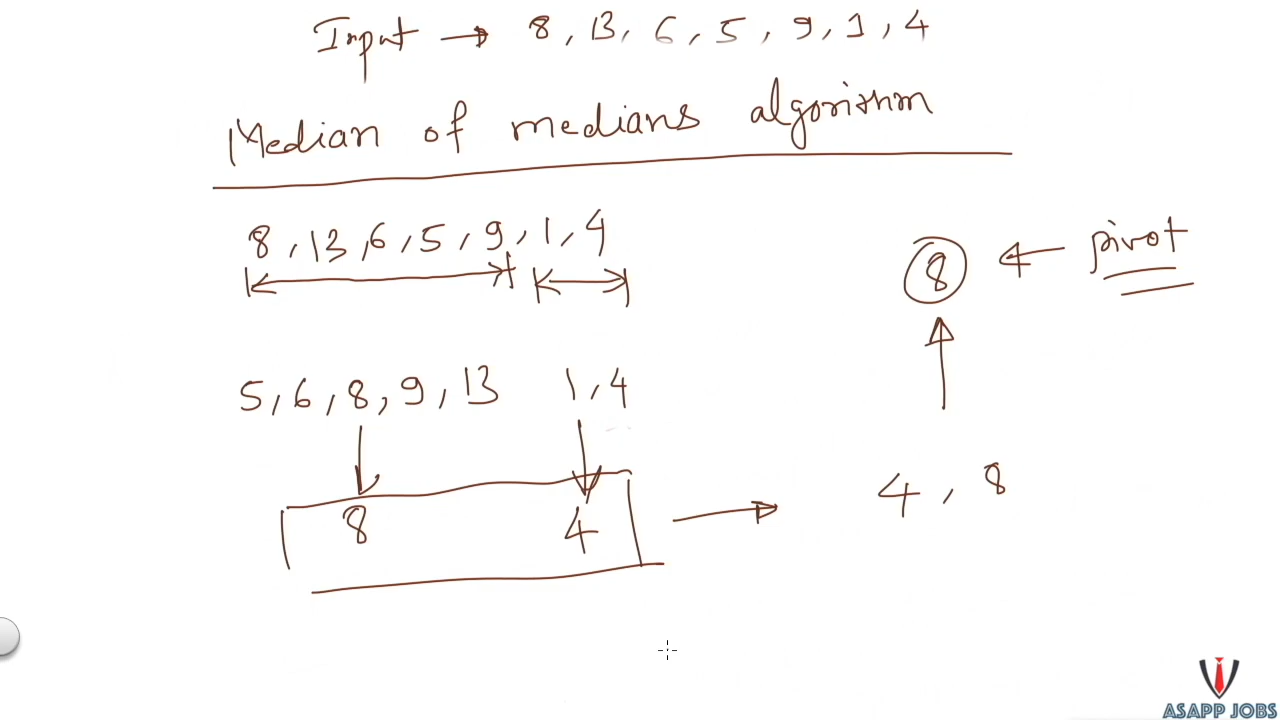 Input → 8, 13, 6, 5, 9, 1, 4
Median of medians algorithm
8, 13, 6, 5, 9, 1, 4
8 ← pivot
5, 6, 8, 9, 13 1, 4
8 4 → 4, 8
ASAPP JOBS